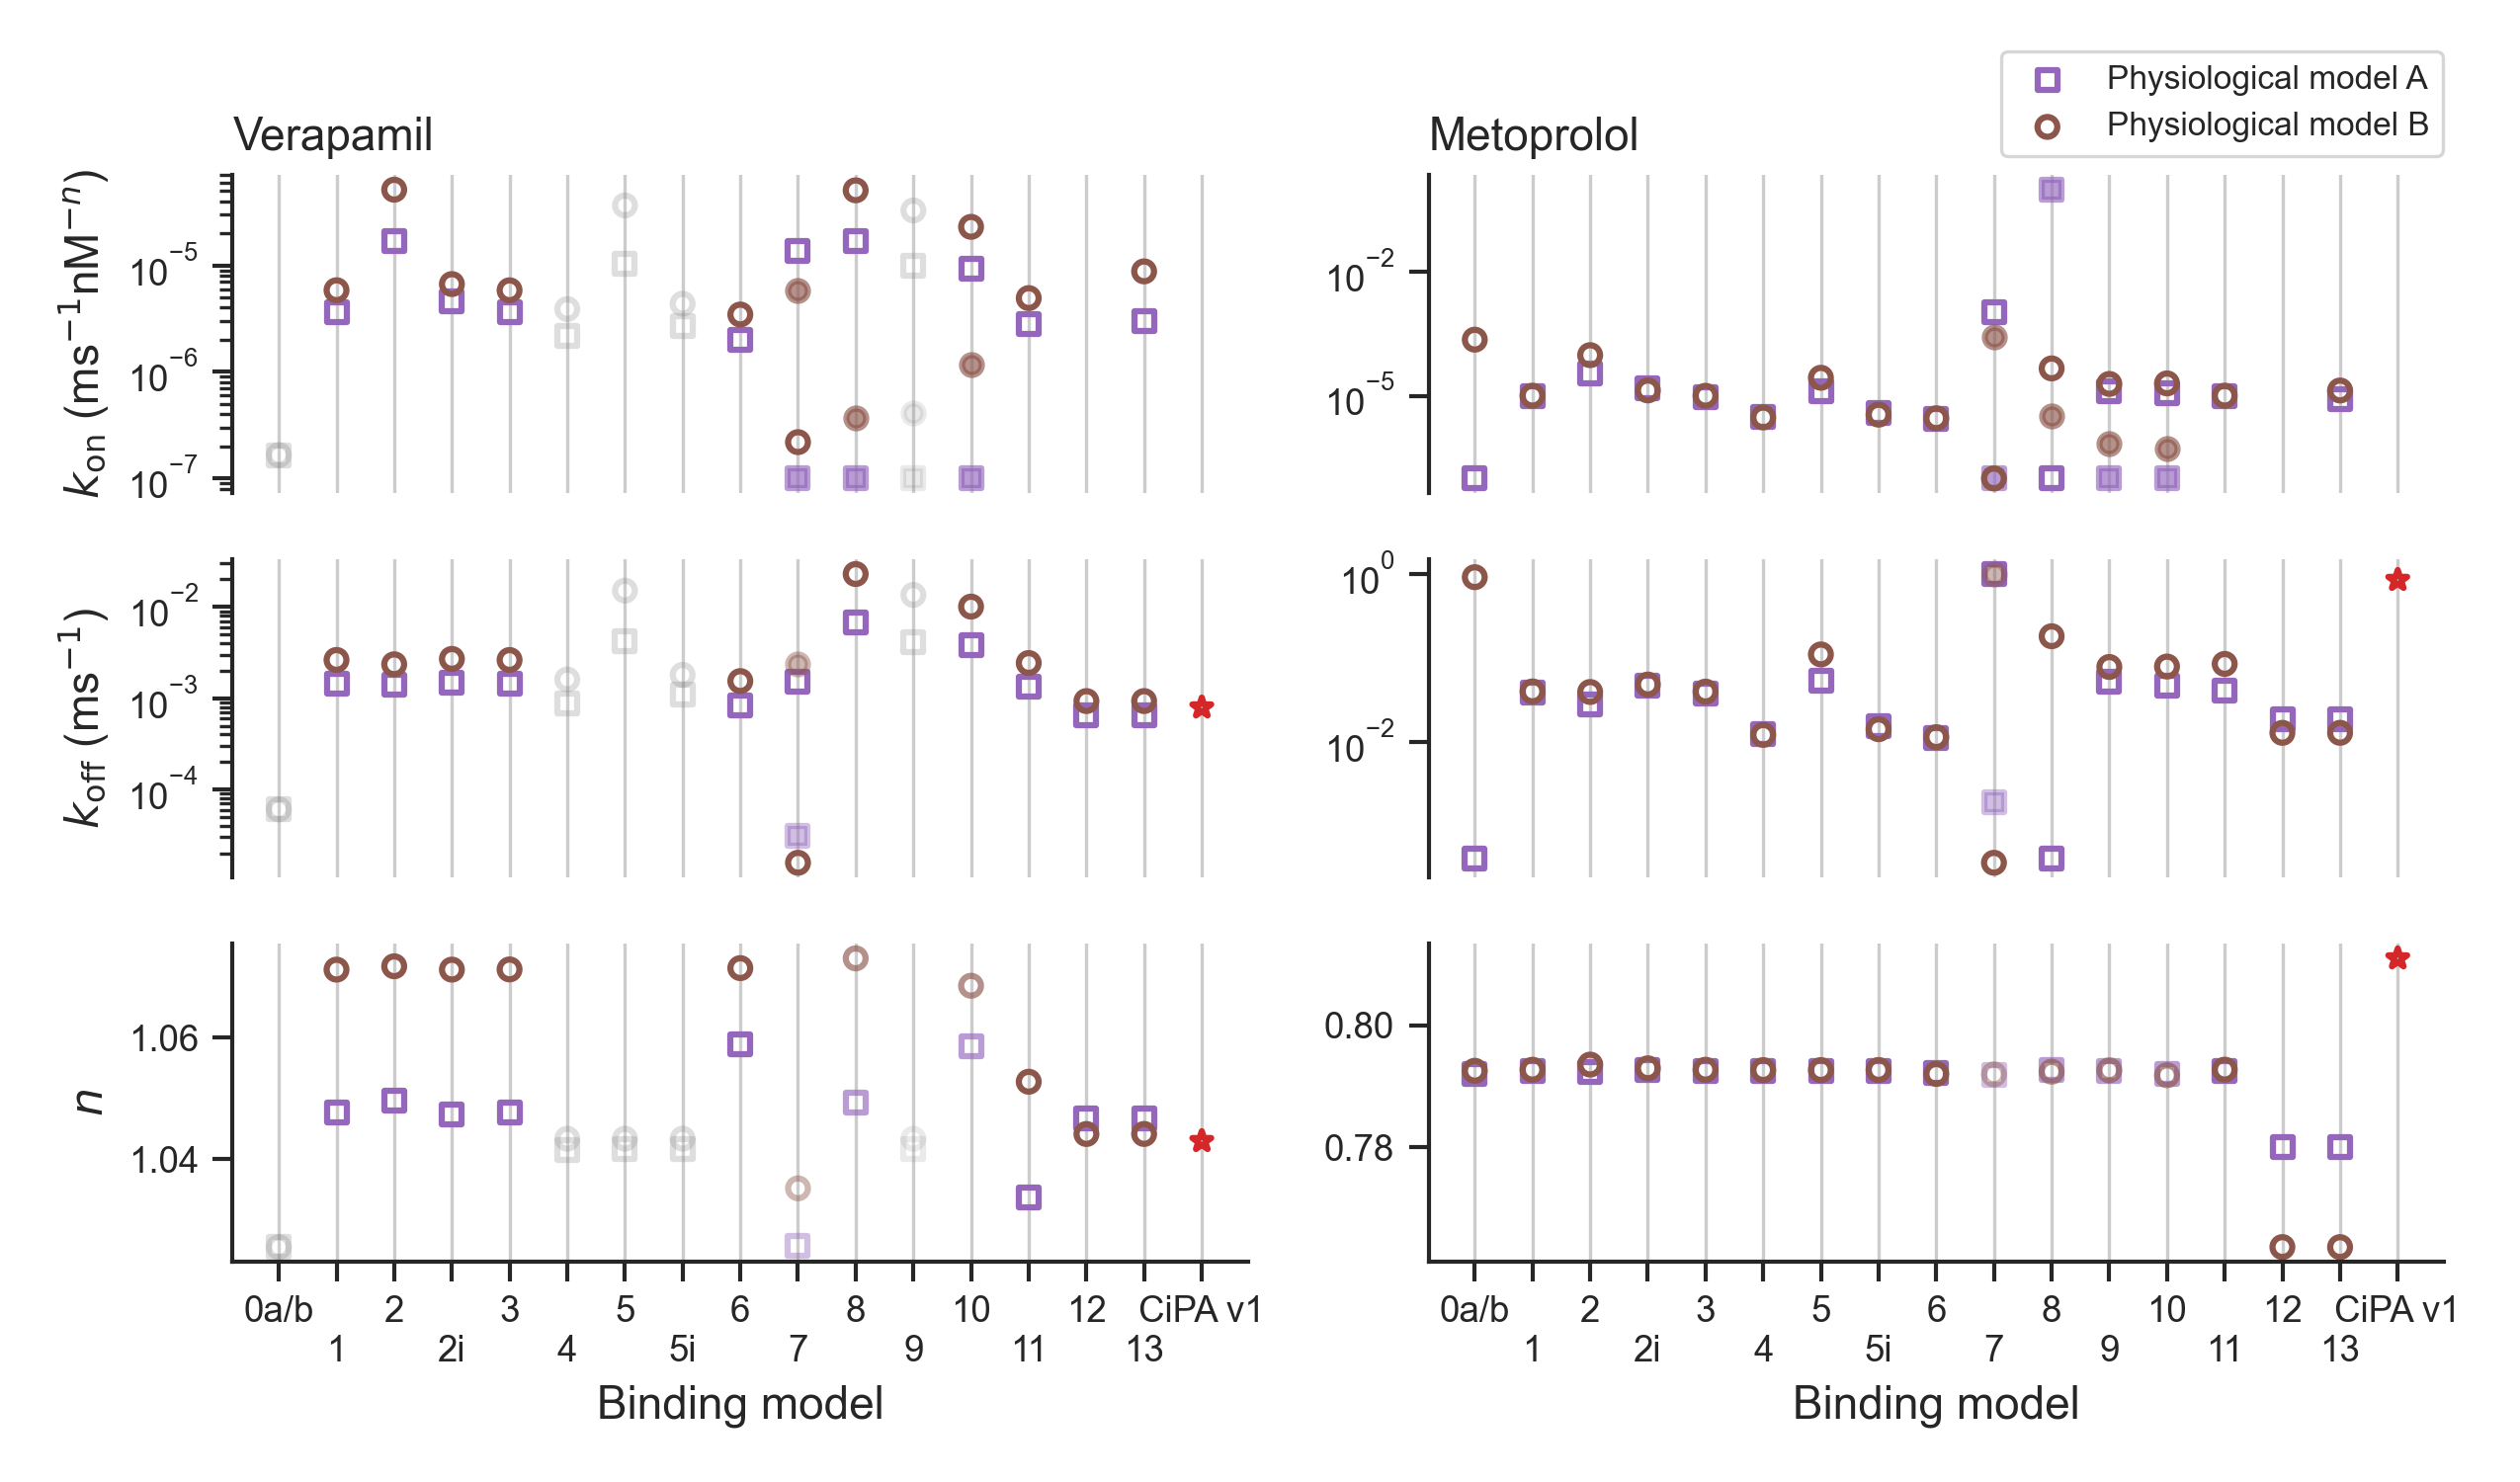 Physiological model A
Physiological model B
Verapamil
Metoprolol
k_on (ms⁻¹nM⁻ⁿ)
10⁻⁵
10⁻⁶
10⁻⁷
10⁻²
10⁻⁵
k_off (ms⁻¹)
10⁻²
10⁻³
10⁻⁴
10⁰
10⁻²
n
1.06
1.04
0.80
0.78
0a/b 2 3 5 6 8 10 12 CiPA v1
1 2i 4 5i 7 9 11 13
Binding model
0a/b 2 3 5 6 8 10 12 CiPA v1
1 2i 4 5i 7 9 11 13
Binding model